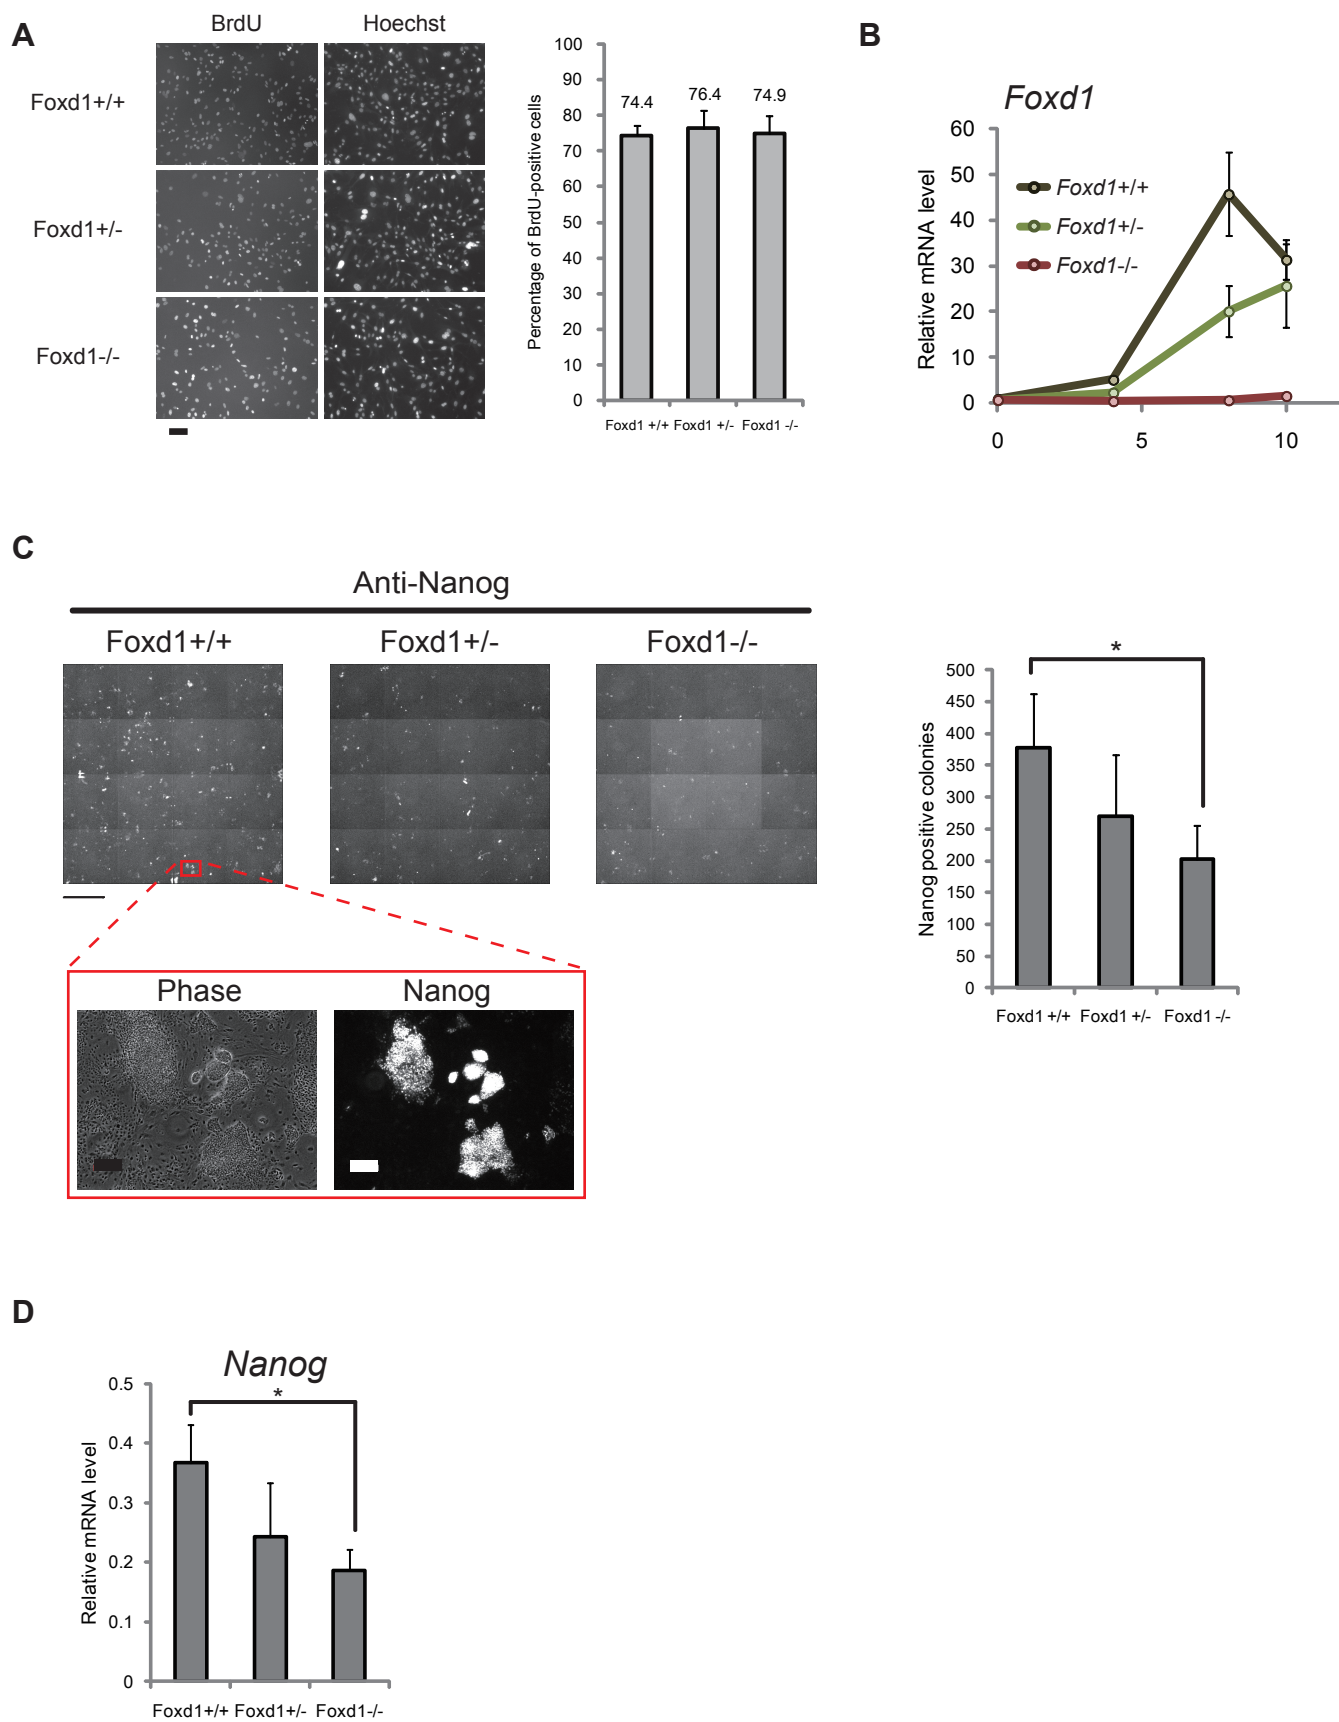 A
BrdU
Hoechst
Foxd1+/+
Foxd1+/-
Foxd1-/-
Percentage of BrdU-positive cells
100
90
80
70
60
50
40
30
20
10
0
74.4
76.4
74.9
Foxd1 +/+
Foxd1 +/-
Foxd1 -/-
B
Foxd1
Relative mRNA level
60
50
40
30
20
10
0
Foxd1+/+
Foxd1+/-
Foxd1-/-
0
5
10
C
Anti-Nanog
Foxd1+/+
Foxd1+/-
Foxd1-/-
Phase
Nanog
Nanog positive colonies
500
450
400
350
300
250
200
150
100
50
0
*
Foxd1 +/+
Foxd1 +/-
Foxd1 -/-
D
Nanog
*
Relative mRNA level
0.5
0.4
0.3
0.2
0.1
0
Foxd1+/+
Foxd1+/-
Foxd1-/-